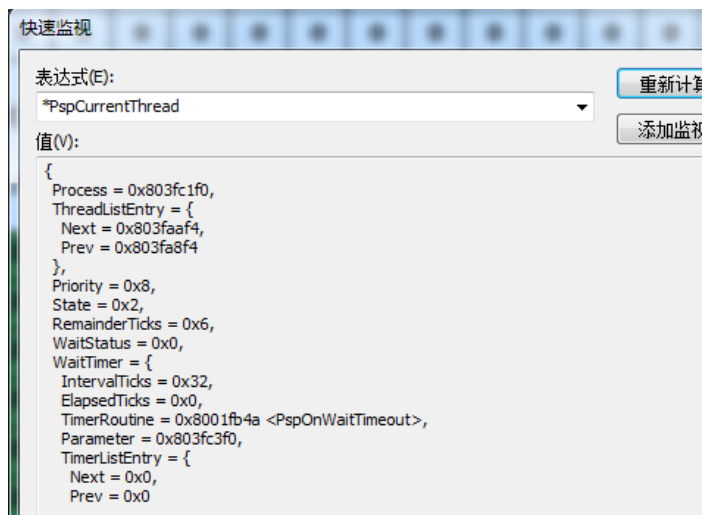 快速监视
表达式(E):
重新计算
*PspCurrentThread
添加监视
值(V):
{
Process = 0x803fc1f0,
ThreadListEntry = {
Next = 0x803faaf4,
Prev = 0x803fa8f4
},
Priority = 0x8,
State = 0x2,
RemainderTicks = 0x6,
WaitStatus = 0x0,
WaitTimer = {
IntervalTicks = 0x32,
ElapsedTicks = 0x0,
TimerRoutine = 0x8001fb4a <PspOnWaitTimeout>,
Parameter = 0x803fc3f0,
TimerListEntry = {
Next = 0x0,
Prev = 0x0